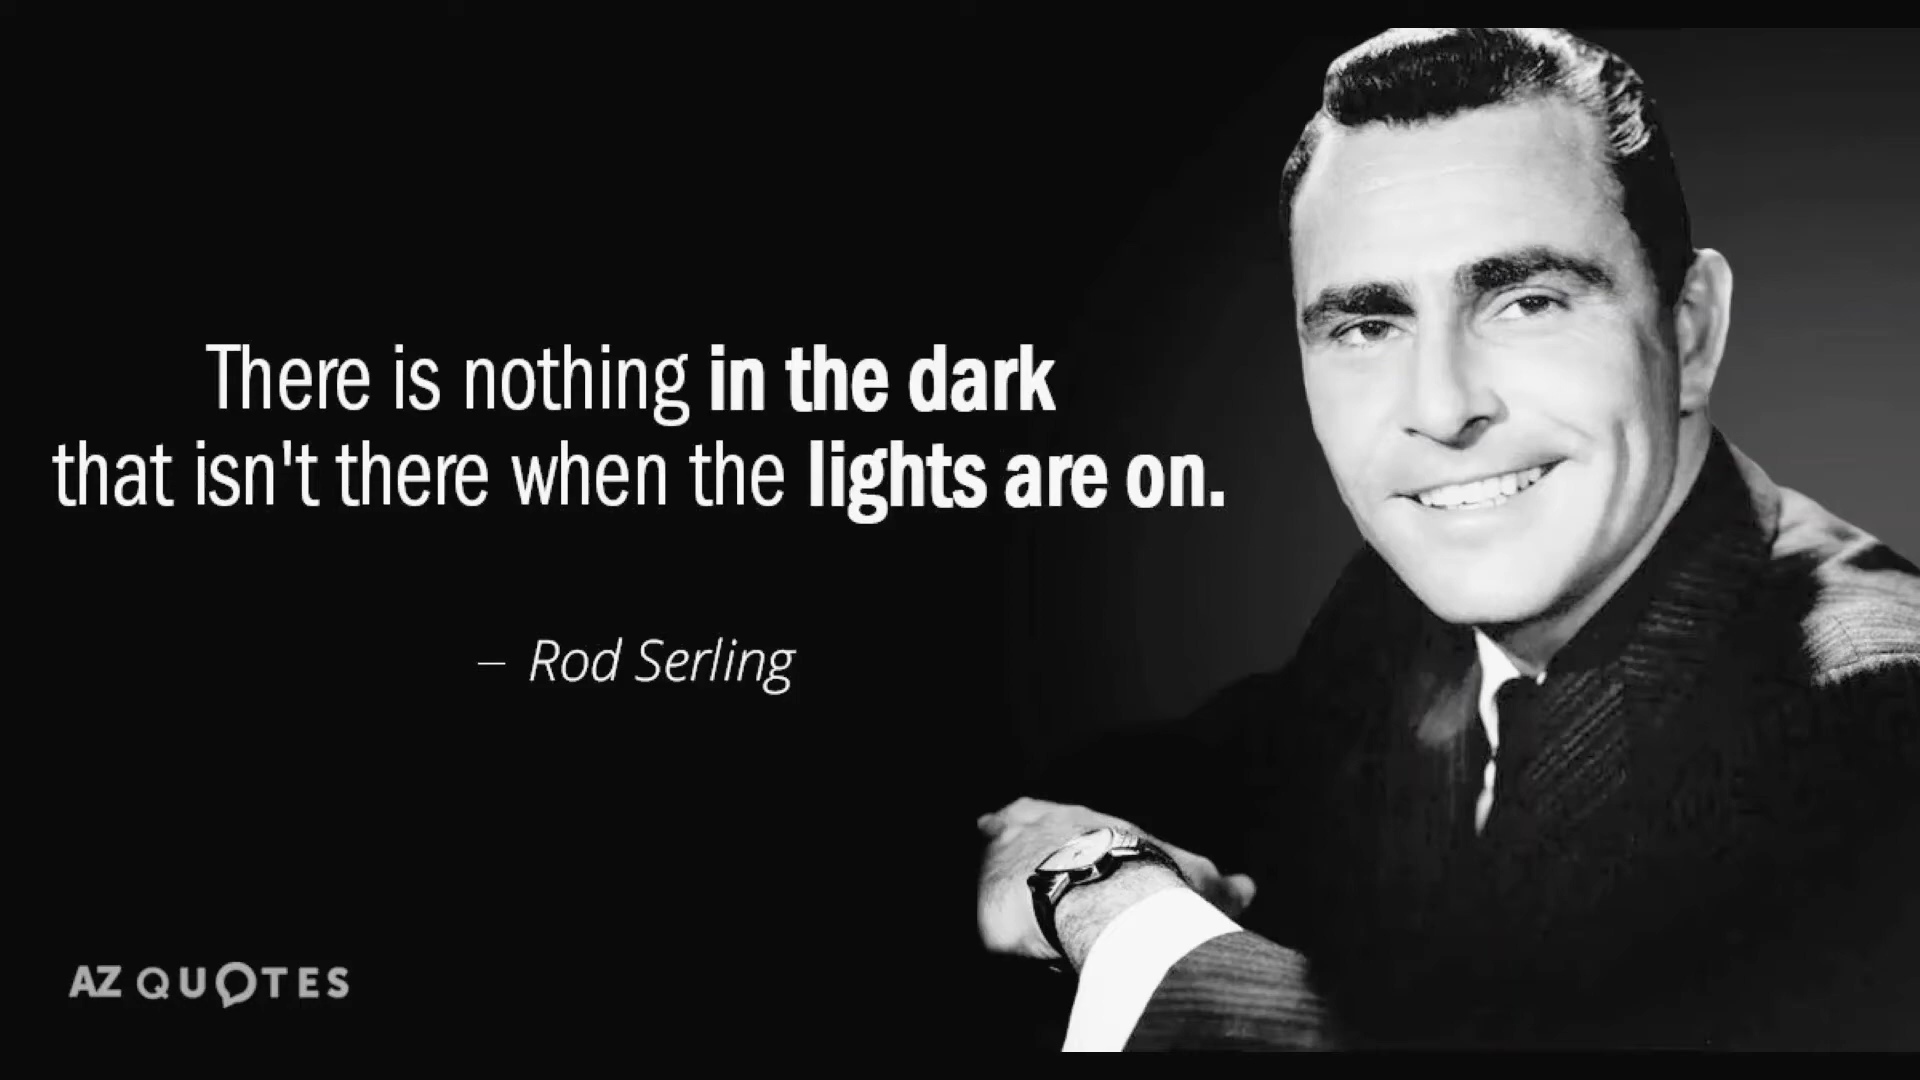 There is nothing in the dark
that isn't there when the lights are on.
– Rod Serling
AZ QUOTES